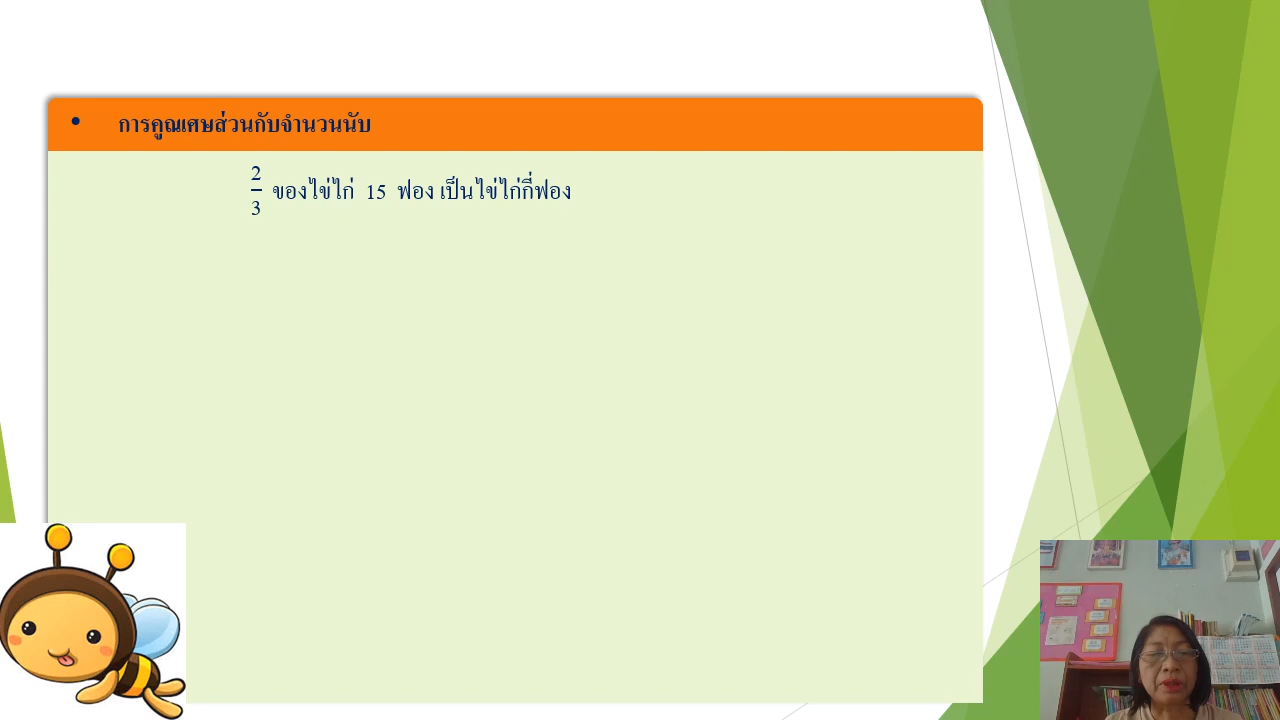 • การคูณเศษส่วนกับจำนวนนับ
2/3 ของไข่ไก่ 15 ฟอง เป็นไข่ไก่กี่ฟอง